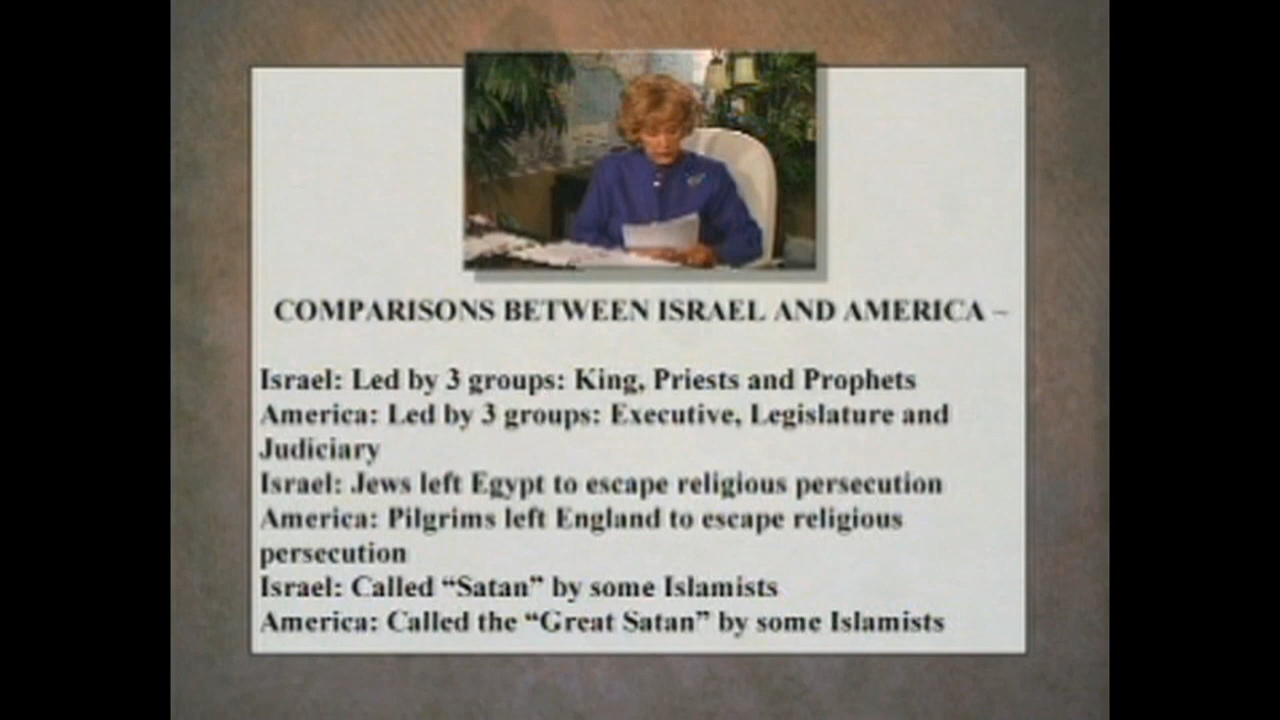 COMPARISONS BETWEEN ISRAEL AND AMERICA –
Israel: Led by 3 groups: King, Priests and Prophets
America: Led by 3 groups: Executive, Legislature and
Judiciary
Israel: Jews left Egypt to escape religious persecution
America: Pilgrims left England to escape religious
persecution
Israel: Called “Satan” by some Islamists
America: Called the “Great Satan” by some Islamists